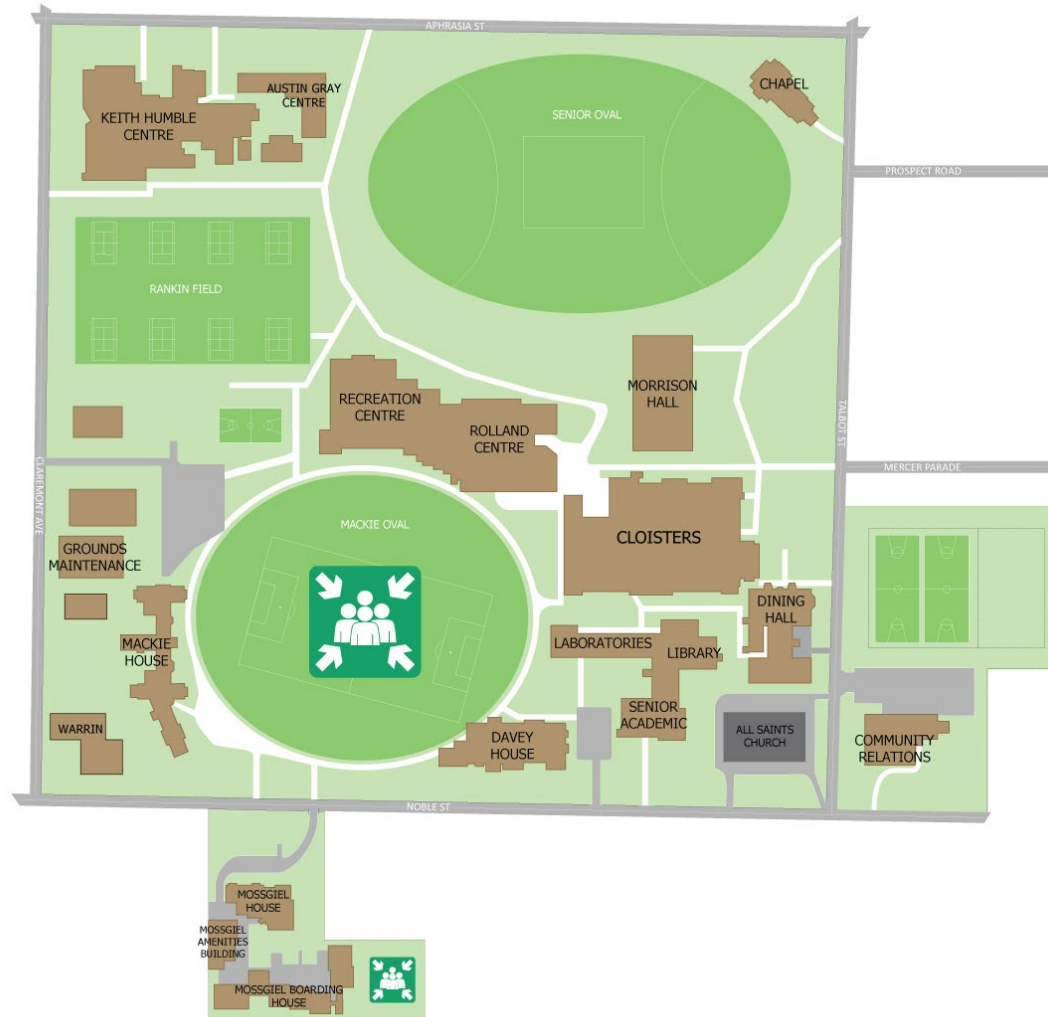 APHRASIA ST
CHAPEL
AUSTIN GRAY
CENTRE
KEITH HUMBLE
CENTRE
SENIOR OVAL
PROSPECT ROAD
RANKIN FIELD
MORRISON
HALL
RECREATION
CENTRE
ROLLAND
CENTRE
TALBOT ST
CLAREMONT AVE
MERCER PARADE
MACKIE OVAL
CLOISTERS
GROUNDS
MAINTENANCE
DINING
HALL
MACKIE
HOUSE
LABORATORIES
LIBRARY
SENIOR
ACADEMIC
WARRIN
DAVEY
HOUSE
ALL SAINTS
CHURCH
COMMUNITY
RELATIONS
NOBLE ST
MOSSGIEL
HOUSE
MOSSGIEL
AMENITIES
BUILDING
MOSSGIEL BOARDING
HOUSE